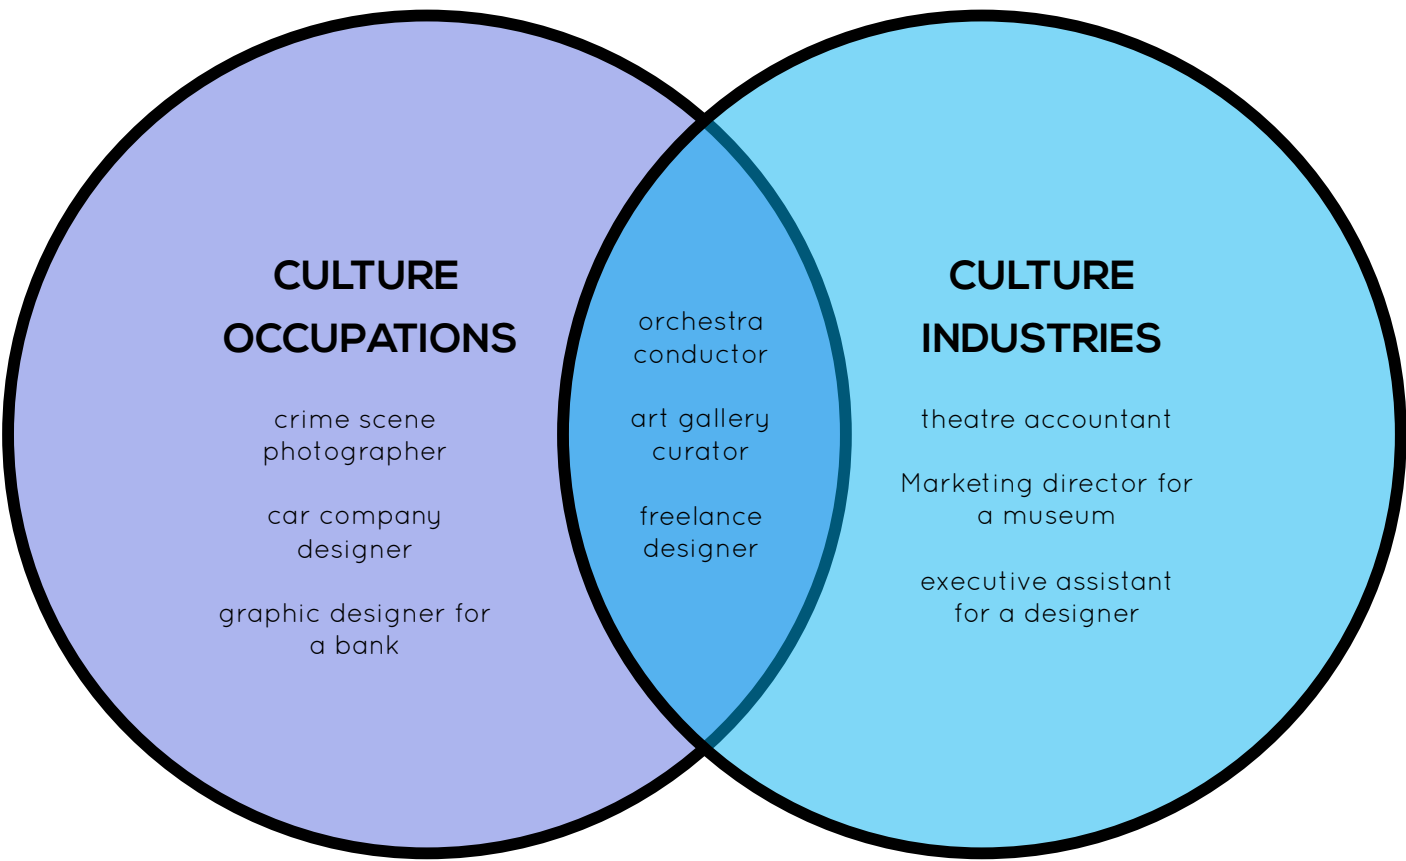 CULTURE
OCCUPATIONS
crime scene
photographer
car company
designer
graphic designer for
a bank
orchestra
conductor
art gallery
curator
freelance
designer
CULTURE
INDUSTRIES
theatre accountant
Marketing director for
a museum
executive assistant
for a designer